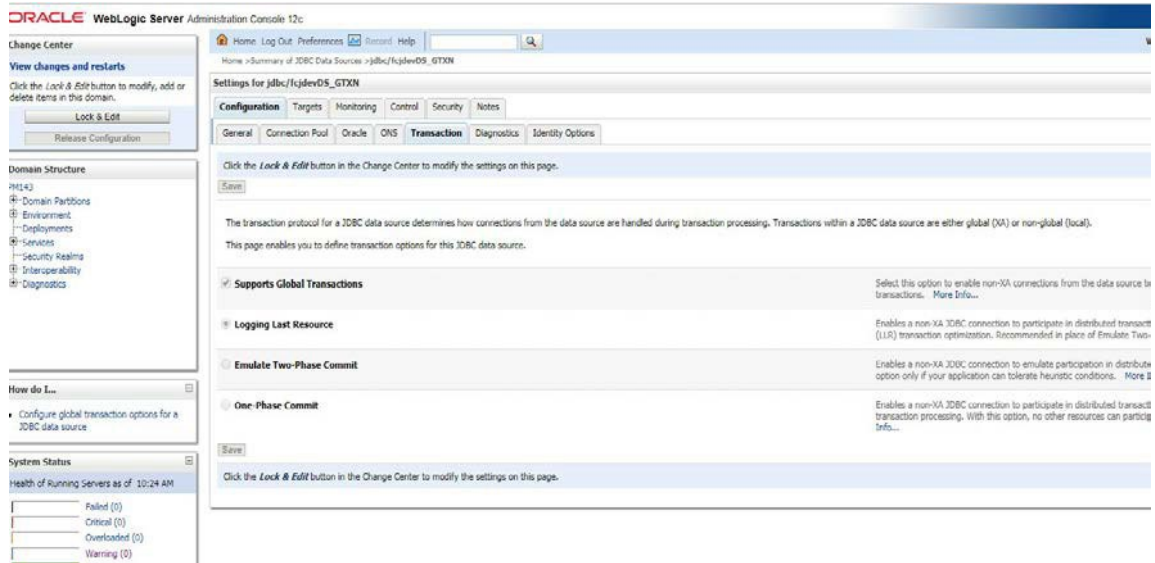 ORACLE WebLogic Server Administration Console 12c
Change Center
View changes and restarts
Click the Lock & Edit button to modify, add or
delete items in this domain.
Lock & Edit
Release Configuration
Domain Structure
PM143
Domain Partitions
Environment
Deployments
Services
Security Realms
Interoperability
Diagnostics
How do I...
Configure global transaction options for a
JDBC data source
System Status
Health of Running Servers as of 10:24 AM
Failed (0)
Critical (0)
Overloaded (0)
Warning (0)
Home Log Out Preferences Record Help
Home >Summary of JDBC Data Sources >jdbc/fcjdevDS_GTXN
Settings for jdbc/fcjdevDS_GTXN
Configuration Targets Monitoring Control Security Notes
General Connection Pool Oracle ONS Transaction Diagnostics Identity Options
Click the Lock & Edit button in the Change Center to modify the settings on this page.
Save
The transaction protocol for a JDBC data source determines how connections from the data source are handled during transaction processing. Transactions within a JDBC data source are either global (XA) or non-global (local).
This page enables you to define transaction options for this JDBC data source.
Supports Global Transactions
Select this option to enable non-XA connections from the data source to
transactions. More Info...
Logging Last Resource
Enables a non-XA JDBC connection to participate in distributed transacti
(LLR) transaction optimization. Recommended in place of Emulate Two-
Emulate Two-Phase Commit
Enables a non-XA JDBC connection to emulate participation in distribute
option only if your application can tolerate heuristic conditions. More I
One-Phase Commit
Enables a non-XA JDBC connection to participate in distributed transacti
transaction processing. With this option, no other resources can particip
Info...
Save
Click the Lock & Edit button in the Change Center to modify the settings on this page.